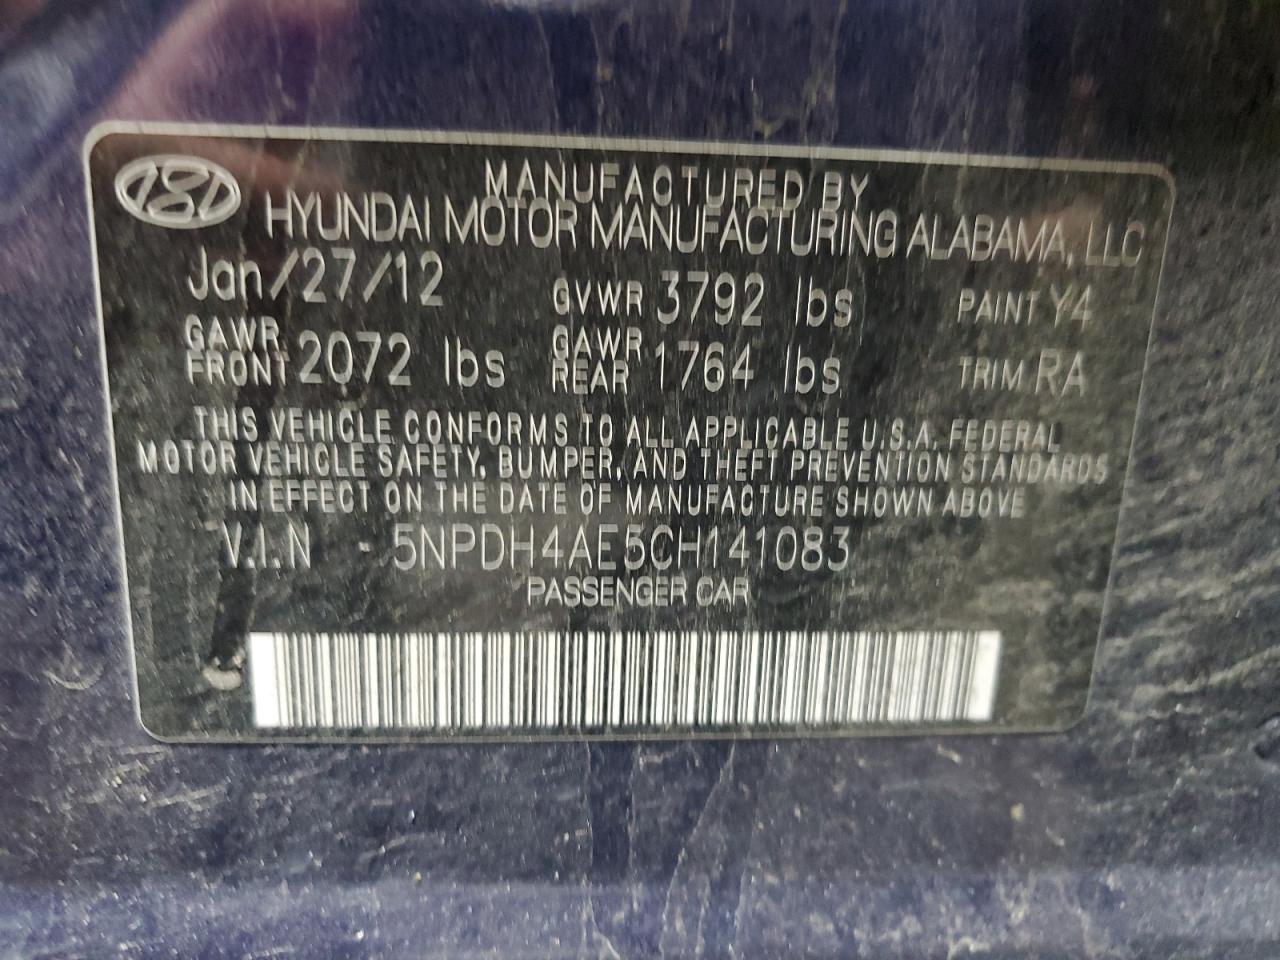 MANUFACTURED BY
HYUNDAI MOTOR MANUFACTURING ALABAMA, LLC
Jan/27/12 GVWR 3792 lbs PAINT Y4
GAWR FRONT 2072 lbs GAWR REAR 1764 lbs TRIM RA
THIS VEHICLE CONFORMS TO ALL APPLICABLE U.S.A. FEDERAL
MOTOR VEHICLE SAFETY, BUMPER, AND THEFT PREVENTION STANDARDS
IN EFFECT ON THE DATE OF MANUFACTURE SHOWN ABOVE
V.I.N - 5NPDH4AE5CH141083
PASSENGER CAR